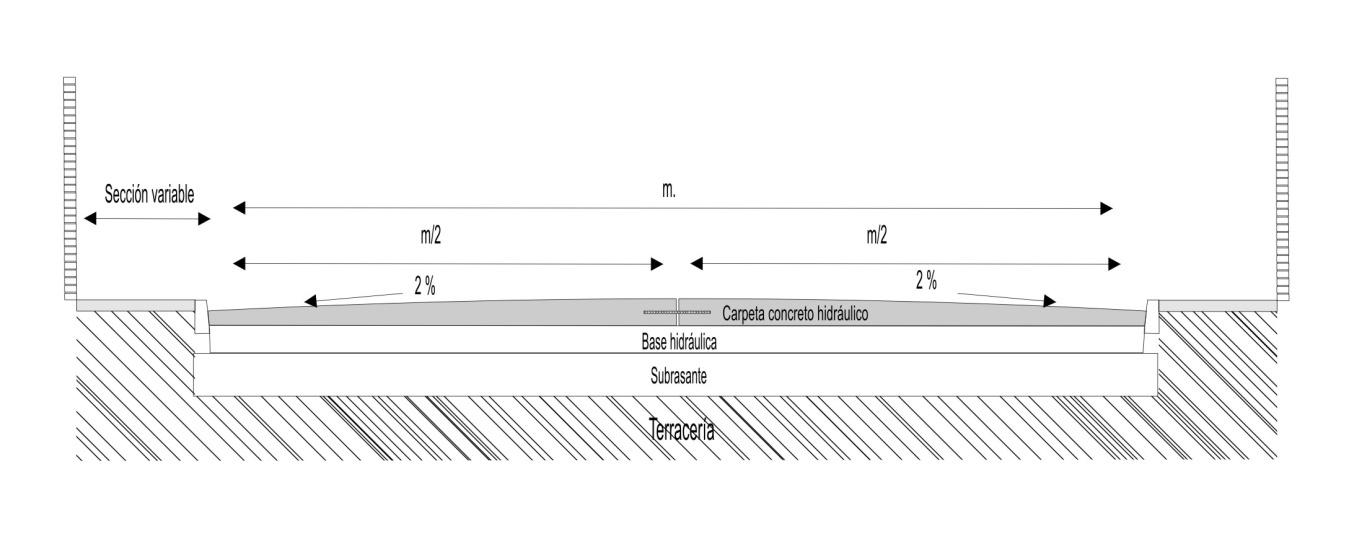 Sección variable
m.
m/2
m/2
2 %
2 %
Carpeta concreto hidráulico
Base hidráulica
Subrasante
Terracería